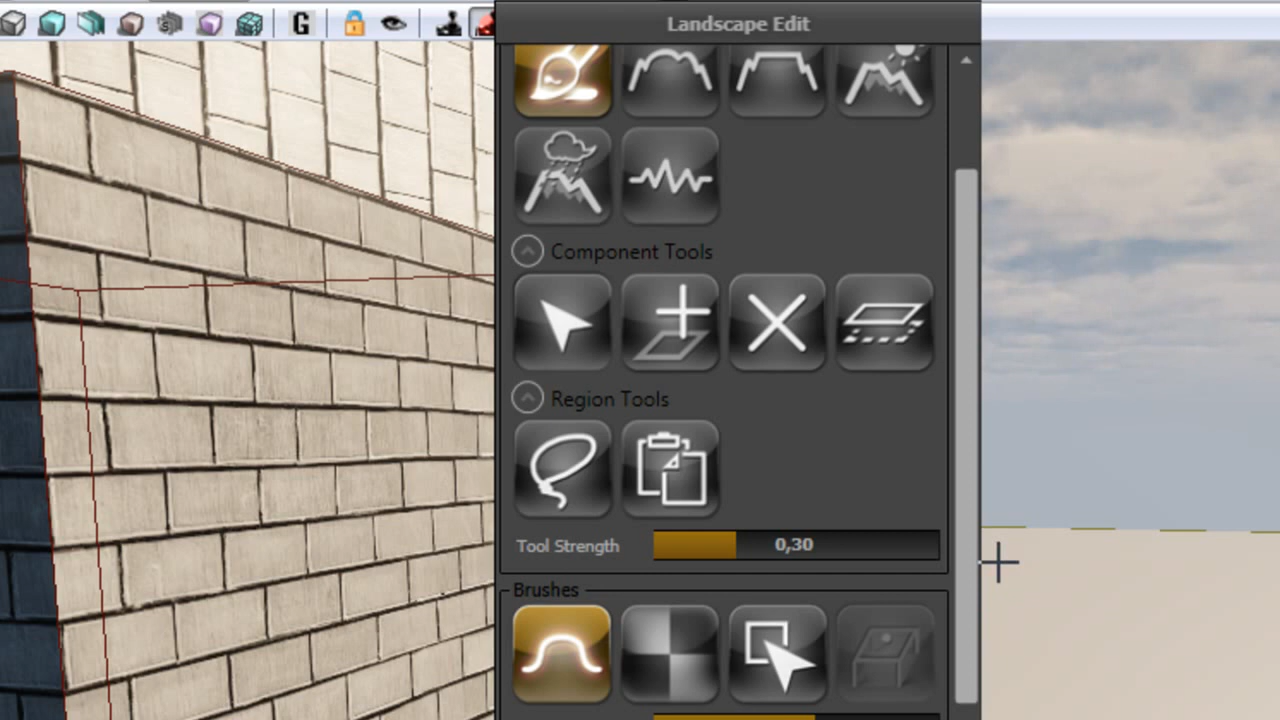 G
Landscape Edit
Component Tools
Region Tools
Tool Strength 0,30
Brushes